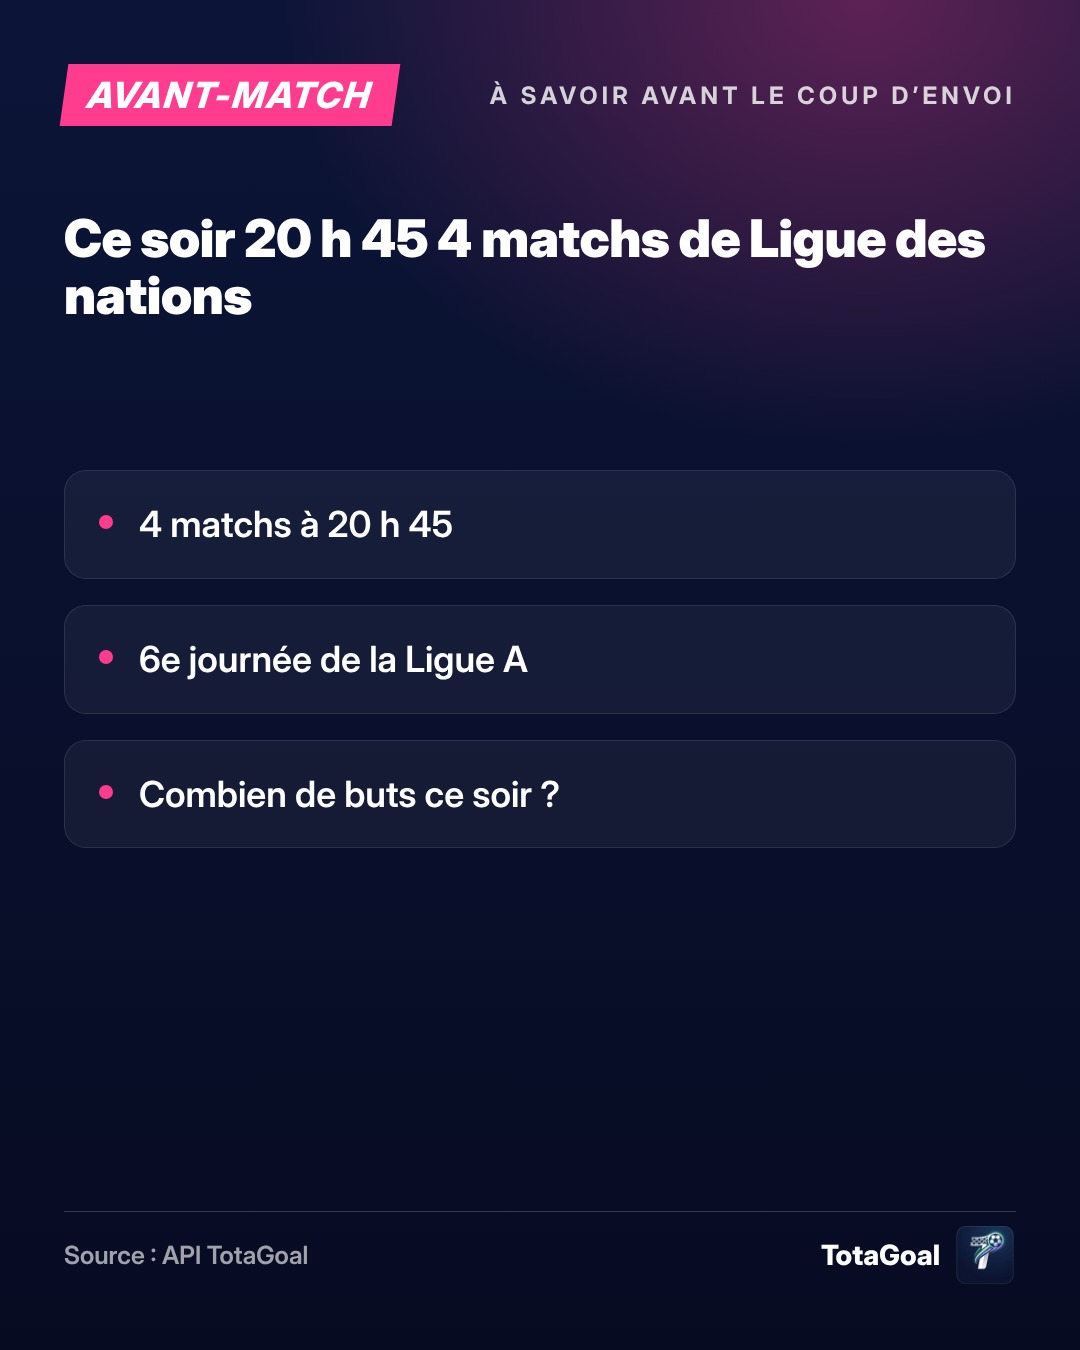 AVANT-MATCH
À SAVOIR AVANT LE COUP D’ENVOI
Ce soir 20 h 45 4 matchs de Ligue des
nations
4 matchs à 20 h 45
6e journée de la Ligue A
Combien de buts ce soir ?
Source : API TotaGoal
TotaGoal